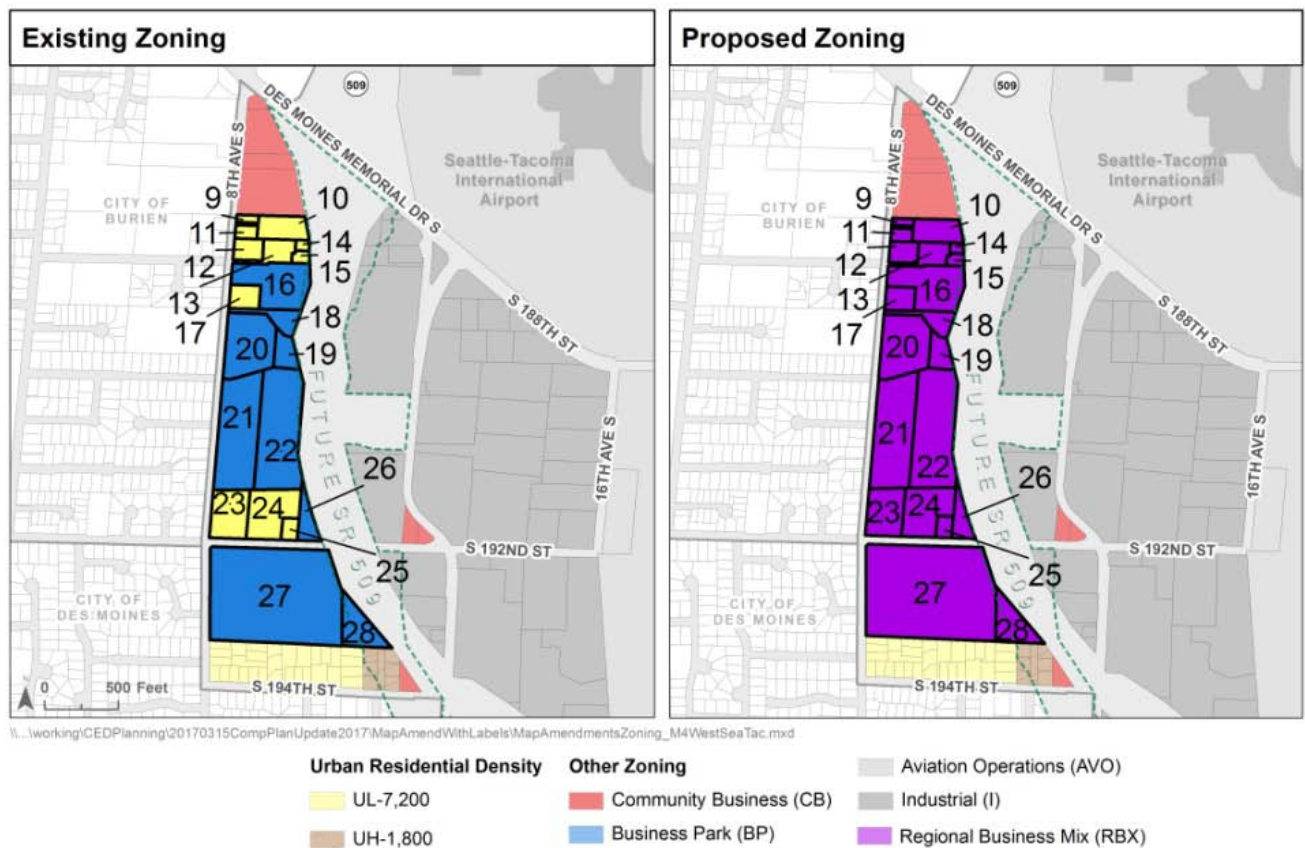 Existing Zoning
509
DES MOINES MEMORIAL DR S
8TH AVE S
Seattle-Tacoma
International
Airport
CITY OF
BURIEN
9
10
11
14
12
15
16
13
17
18
S 188TH ST
20
19
FUTURE SR 509
21
22
16TH AVE S
26
23
24
S 192ND ST
25
27
CITY OF
DES MOINES
28
0 500 Feet
S 194TH ST
Proposed Zoning
509
DES MOINES MEMORIAL DR S
8TH AVE S
Seattle-Tacoma
International
Airport
CITY OF
BURIEN
9
10
11
14
12
15
16
13
17
18
S 188TH ST
20
19
FUTURE SR 509
21
22
16TH AVE S
26
23
24
S 192ND ST
25
27
CITY OF
DES MOINES
28
S 194TH ST
\\...\working\CEDPlanning\20170315CompPlanUpdate2017\MapAmendWithLabels\MapAmendmentsZoning_M4WestSeaTac.mxd
Urban Residential Density
UL-7,200
UH-1,800
Other Zoning
Community Business (CB)
Business Park (BP)
Aviation Operations (AVO)
Industrial (I)
Regional Business Mix (RBX)